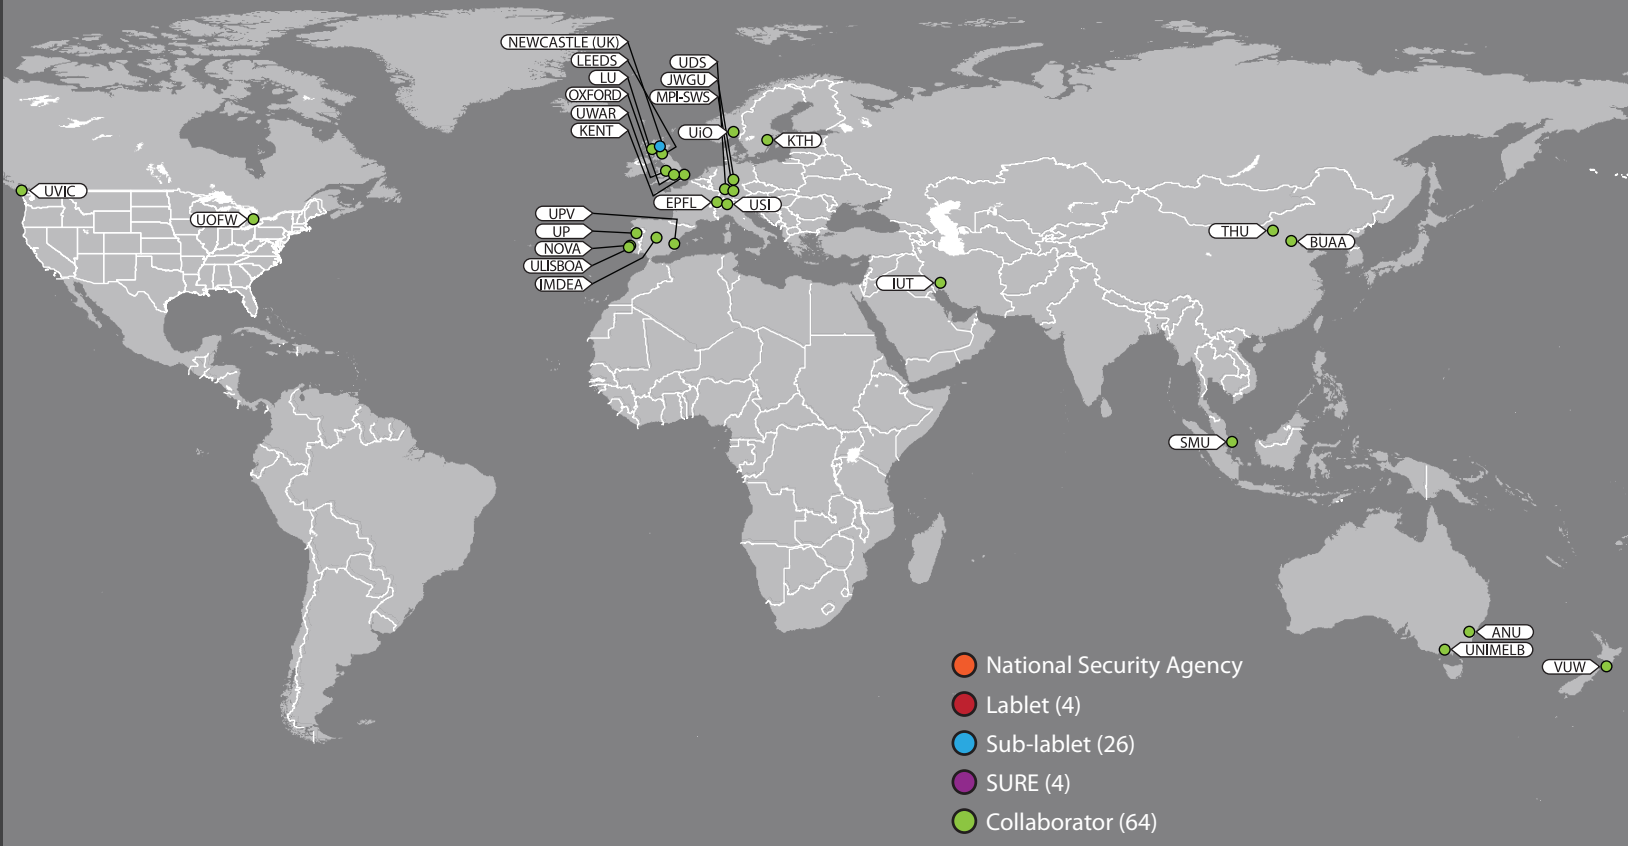 NEWCASTLE (UK)
LEEDS
LU
OXFORD
UWAR
KENT
UDS
JWGU
MPI-SWS
UiO
KTH
UVIC
UOFW
EPFL
USI
UPV
UP
NOVA
ULISBOA
IMDEA
THU
BUAA
IUT
SMU
ANU
UNIMELB
VUW
National Security Agency
Lablet (4)
Sub-lablet (26)
SURE (4)
Collaborator (64)